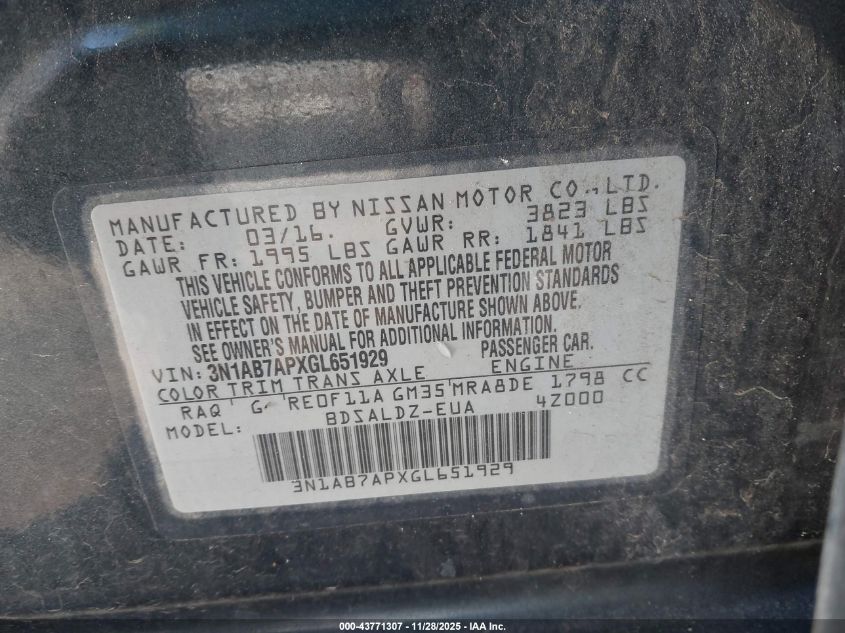 MANUFACTURED BY NISSAN MOTOR CO., LTD.
DATE: 03/16. GVWR: 3823 LBS
GAWR FR: 1995 LBS GAWR RR: 1841 LBS
THIS VEHICLE CONFORMS TO ALL APPLICABLE FEDERAL MOTOR
VEHICLE SAFETY, BUMPER AND THEFT PREVENTION STANDARDS
IN EFFECT ON THE DATE OF MANUFACTURE SHOWN ABOVE.
SEE OWNER'S MANUAL FOR ADDITIONAL INFORMATION.
VIN: 3N1AB7APXGL651929 PASSENGER CAR.
COLOR TRIM TRANS AXLE ENGINE
RAQ G RE0F11A GM35 MRA8DE 1798 CC
MODEL: BDSALDZ-EUA 4Z000
3N1AB7APXGL651929
000-43771307 - 11/28/2025 - IAA Inc.